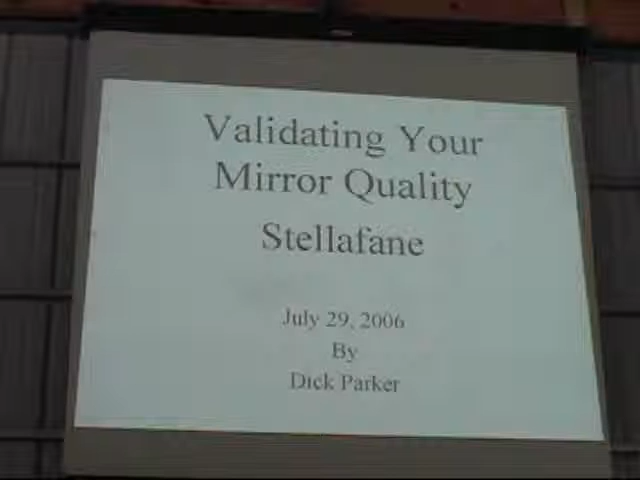 Validating Your
Mirror Quality
Stellafane
July 29, 2006
By
Dick Parker